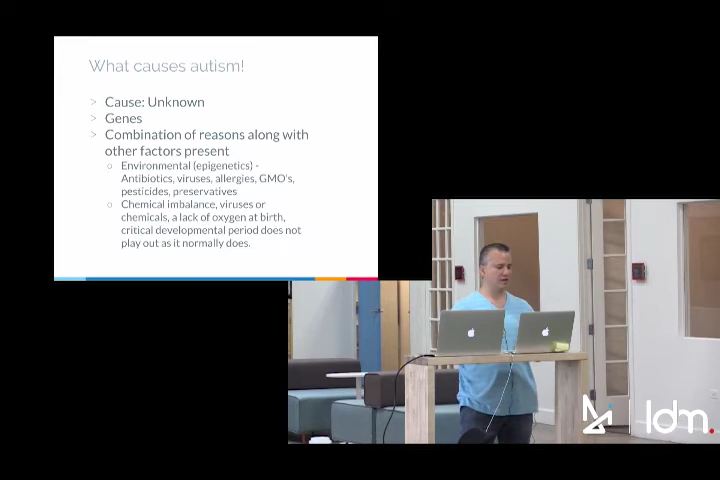 What causes autism!
> Cause: Unknown
> Genes
> Combination of reasons along with
other factors present
○ Environmental (epigenetics) -
Antibiotics, viruses, allergies, GMO's,
pesticides, preservatives
○ Chemical imbalance, viruses or
chemicals, a lack of oxygen at birth,
critical developmental period does not
play out as it normally does.
ldm.